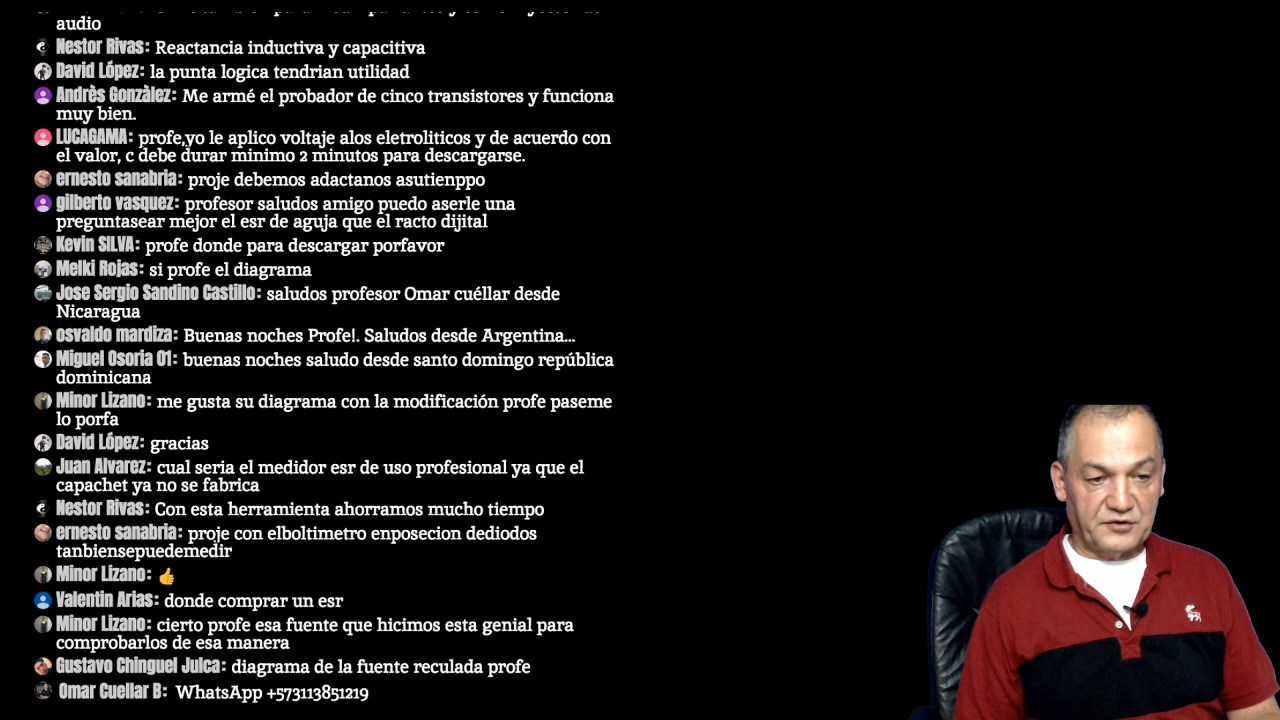 audio
Nestor Rivas: Reactancia inductiva y capacitiva
David López: la punta logica tendrian utilidad
Andrès Gonzàlez: Me armé el probador de cinco transistores y funciona
muy bien.
LUCAGAMA: profe,yo le aplico voltaje alos eletroliticos y de acuerdo con
el valor, c debe durar minimo 2 minutos para descargarse.
ernesto sanabria: proje debemos adactanos asutienppo
gilberto vasquez: profesor saludos amigo puedo aserle una
preguntasear mejor el esr de aguja que el racto dijital
Kevin SILVA: profe donde para descargar porfavor
Melki Rojas: si profe el diagrama
Jose Sergio Sandino Castillo: saludos profesor Omar cuéllar desde
Nicaragua
osvaldo mardiza: Buenas noches Profe!. Saludos desde Argentina...
Miguel Osoria 01: buenas noches saludo desde santo domingo república
dominicana
Minor Lizano: me gusta su diagrama con la modificación profe paseme
lo porfa
David López: gracias
Juan Alvarez: cual seria el medidor esr de uso profesional ya que el
capachet ya no se fabrica
Nestor Rivas: Con esta herramienta ahorramos mucho tiempo
ernesto sanabria: proje con elboltimetro enposecion dediodos
tanbiensepuedemedir
Minor Lizano: 👍
Valentin Arias: donde comprar un esr
Minor Lizano: cierto profe esa fuente que hicimos esta genial para
comprobarlos de esa manera
Gustavo Chinguel Julca: diagrama de la fuente reculada profe
Omar Cuellar B: WhatsApp +573113851219